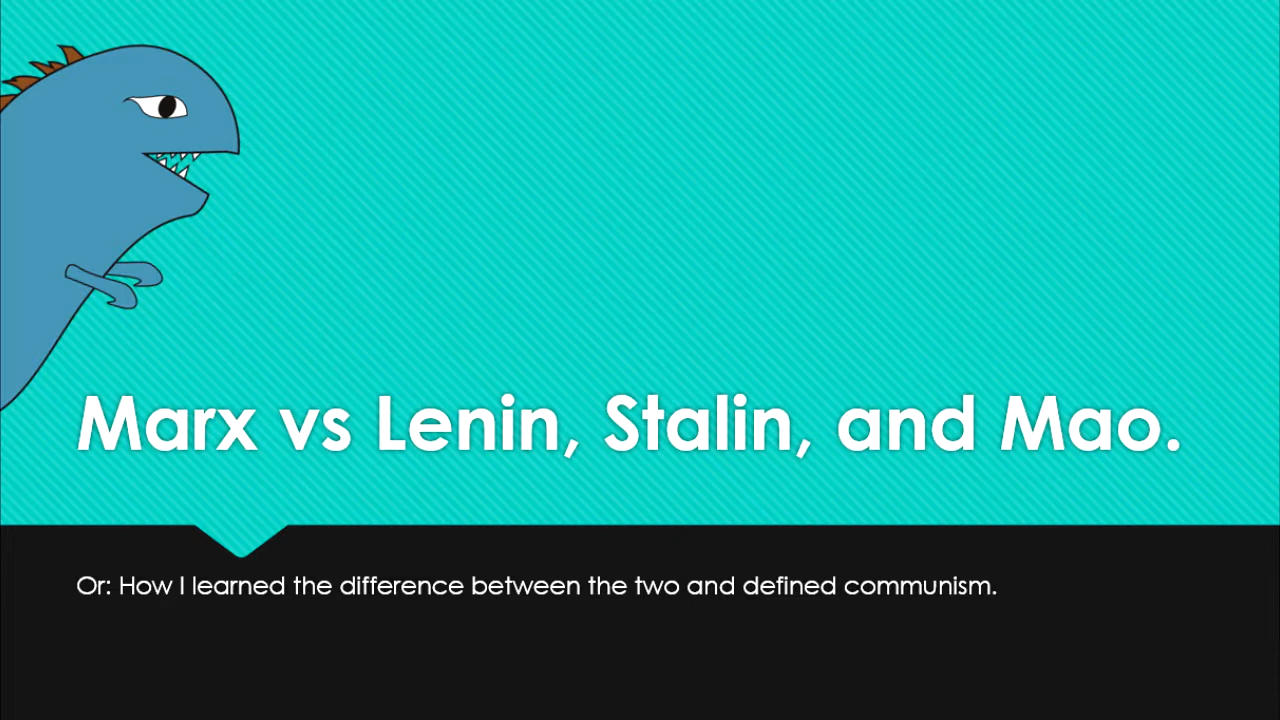 Marx vs Lenin, Stalin, and Mao.
Or: How I learned the difference between the two and defined communism.